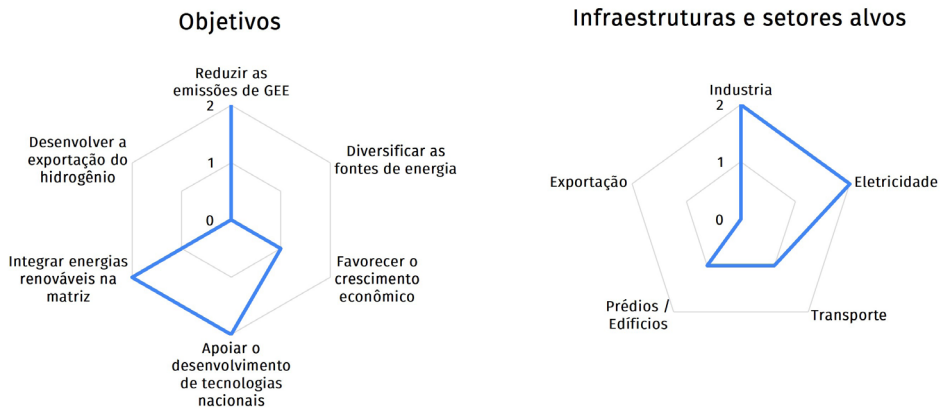 Objetivos
Reduzir as
emissões de GEE
2
1
0
Diversificar as
fontes de energia
Favorecer o
crescimento
econômico
Apoiar o
desenvolvimento
de tecnologias
nacionais
Integrar energias
renováveis na
matriz
Desenvolver a
exportação do
hidrogênio
Infraestruturas e setores alvos
Industria
2
1
0
Eletricidade
Transporte
Prédios /
Edíficios
Exportação